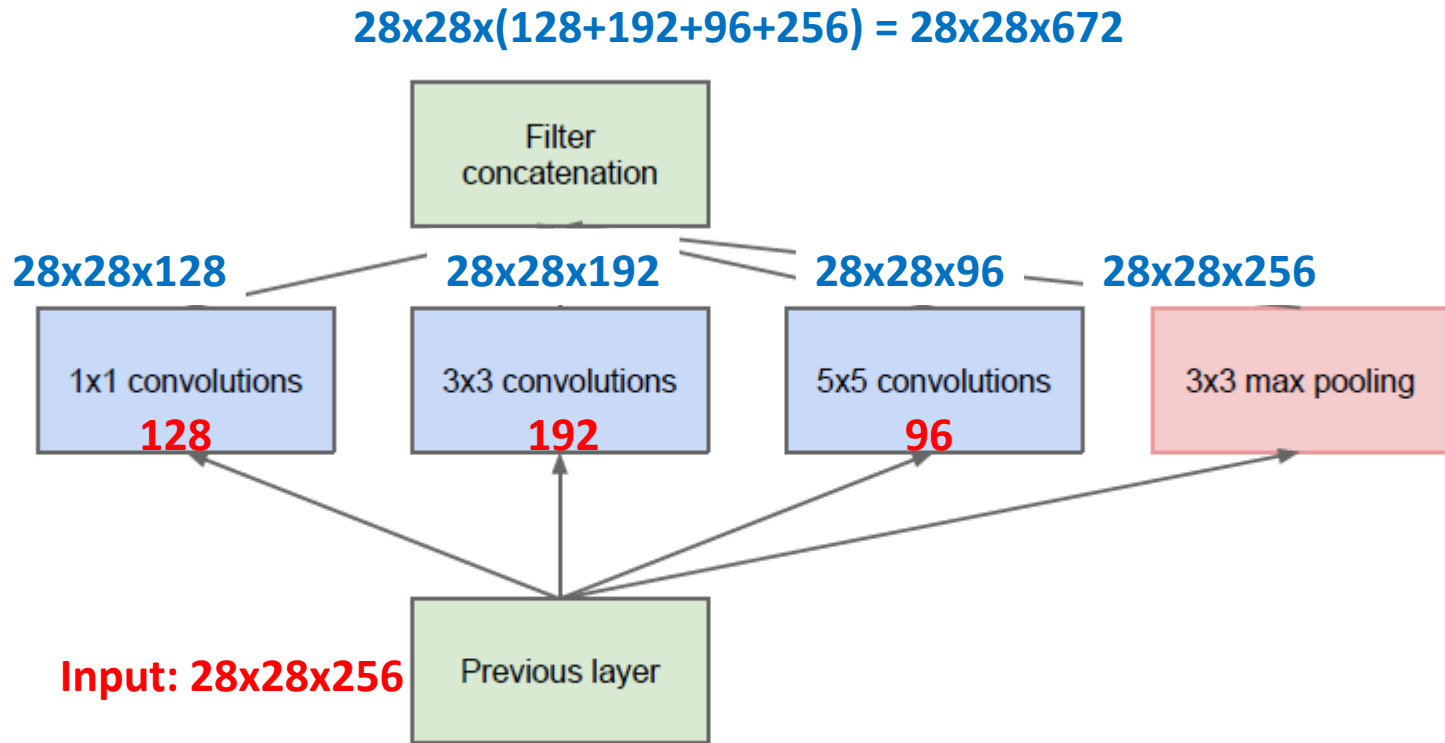 28x28x(128+192+96+256) = 28x28x672
Filter
concatenation
28x28x128
28x28x192
28x28x96
28x28x256
1x1 convolutions
128
3x3 convolutions
192
5x5 convolutions
96
3x3 max pooling
Input: 28x28x256
Previous layer